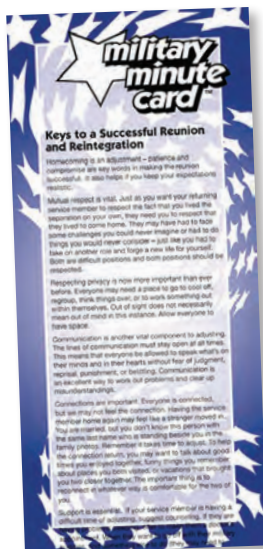 military
minute
card™
Keys to a Successful Reunion
and Reintegration
Homecoming is an adjustment – patience and
compromise are key words in making the reunion
successful. It also helps if you keep your expectations
realistic.
Mutual respect is vital. Just as you want your returning
service member to respect the fact that you lived the
separation on your own, they need you to respect that
they lived to come home. They may have had to face
some challenges you could never imagine or had to do
things you would never consider – just like you had to
take on another role and forge a new life for yourself.
Both are difficult positions and both positions should be
respected.
Respecting privacy is now more important than ever
before. Everyone may need a place to go to cool off,
regroup, think things over, or to work something out
within themselves. Out of sight does not necessarily
mean out of mind in this instance. Allow everyone to
have space.
Communication is another vital component to adjusting.
The lines of communication must stay open at all times.
This means that everyone be allowed to speak what's on
their minds and in their hearts without fear of judgment,
reprisal, punishment, or belittling. Communication is
an excellent way to work out problems and clear up
misunderstandings.
Connections are important. Everyone is connected,
but we may not feel the connection. Having the service
member home again may feel like a stranger moved in.
You are married, but you don't know this person with
the same last name who is standing beside you in the
family photos. Remember it takes time to adjust. To help
the connection return, you may want to talk about good
times you enjoyed together, funny things you remember
about places you both visited, or vacations that brought
you two closer together. The important thing is to
reconnect in whatever way is comfortable for the two of
you.
Support is essential. If your service member is having a
difficult time of adjusting, suggest counseling. If they are